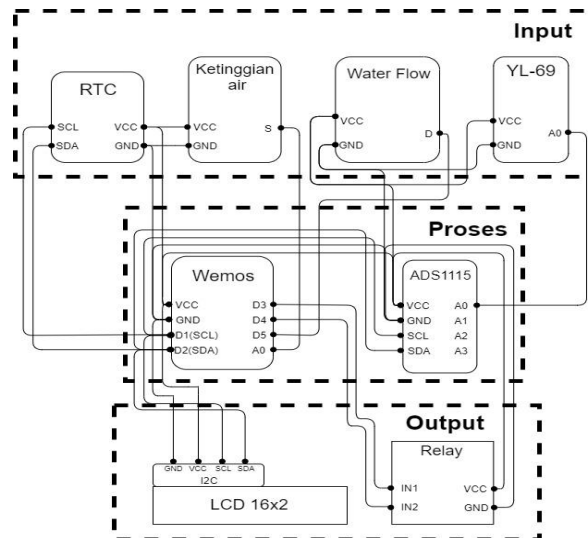 Input
RTC
SCL
SDA
VCC
GND
Ketinggian
air
VCC
GND
S
Water Flow
VCC
GND
D
YL-69
VCC
GND
A0
Proses
Wemos
VCC
GND
D1(SCL)
D2(SDA)
D3
D4
D5
A0
ADS1115
VCC
GND
SCL
SDA
A0
A1
A2
A3
Output
GND VCC SCL SDA
I2C
LCD 16x2
Relay
IN1
IN2
VCC
GND